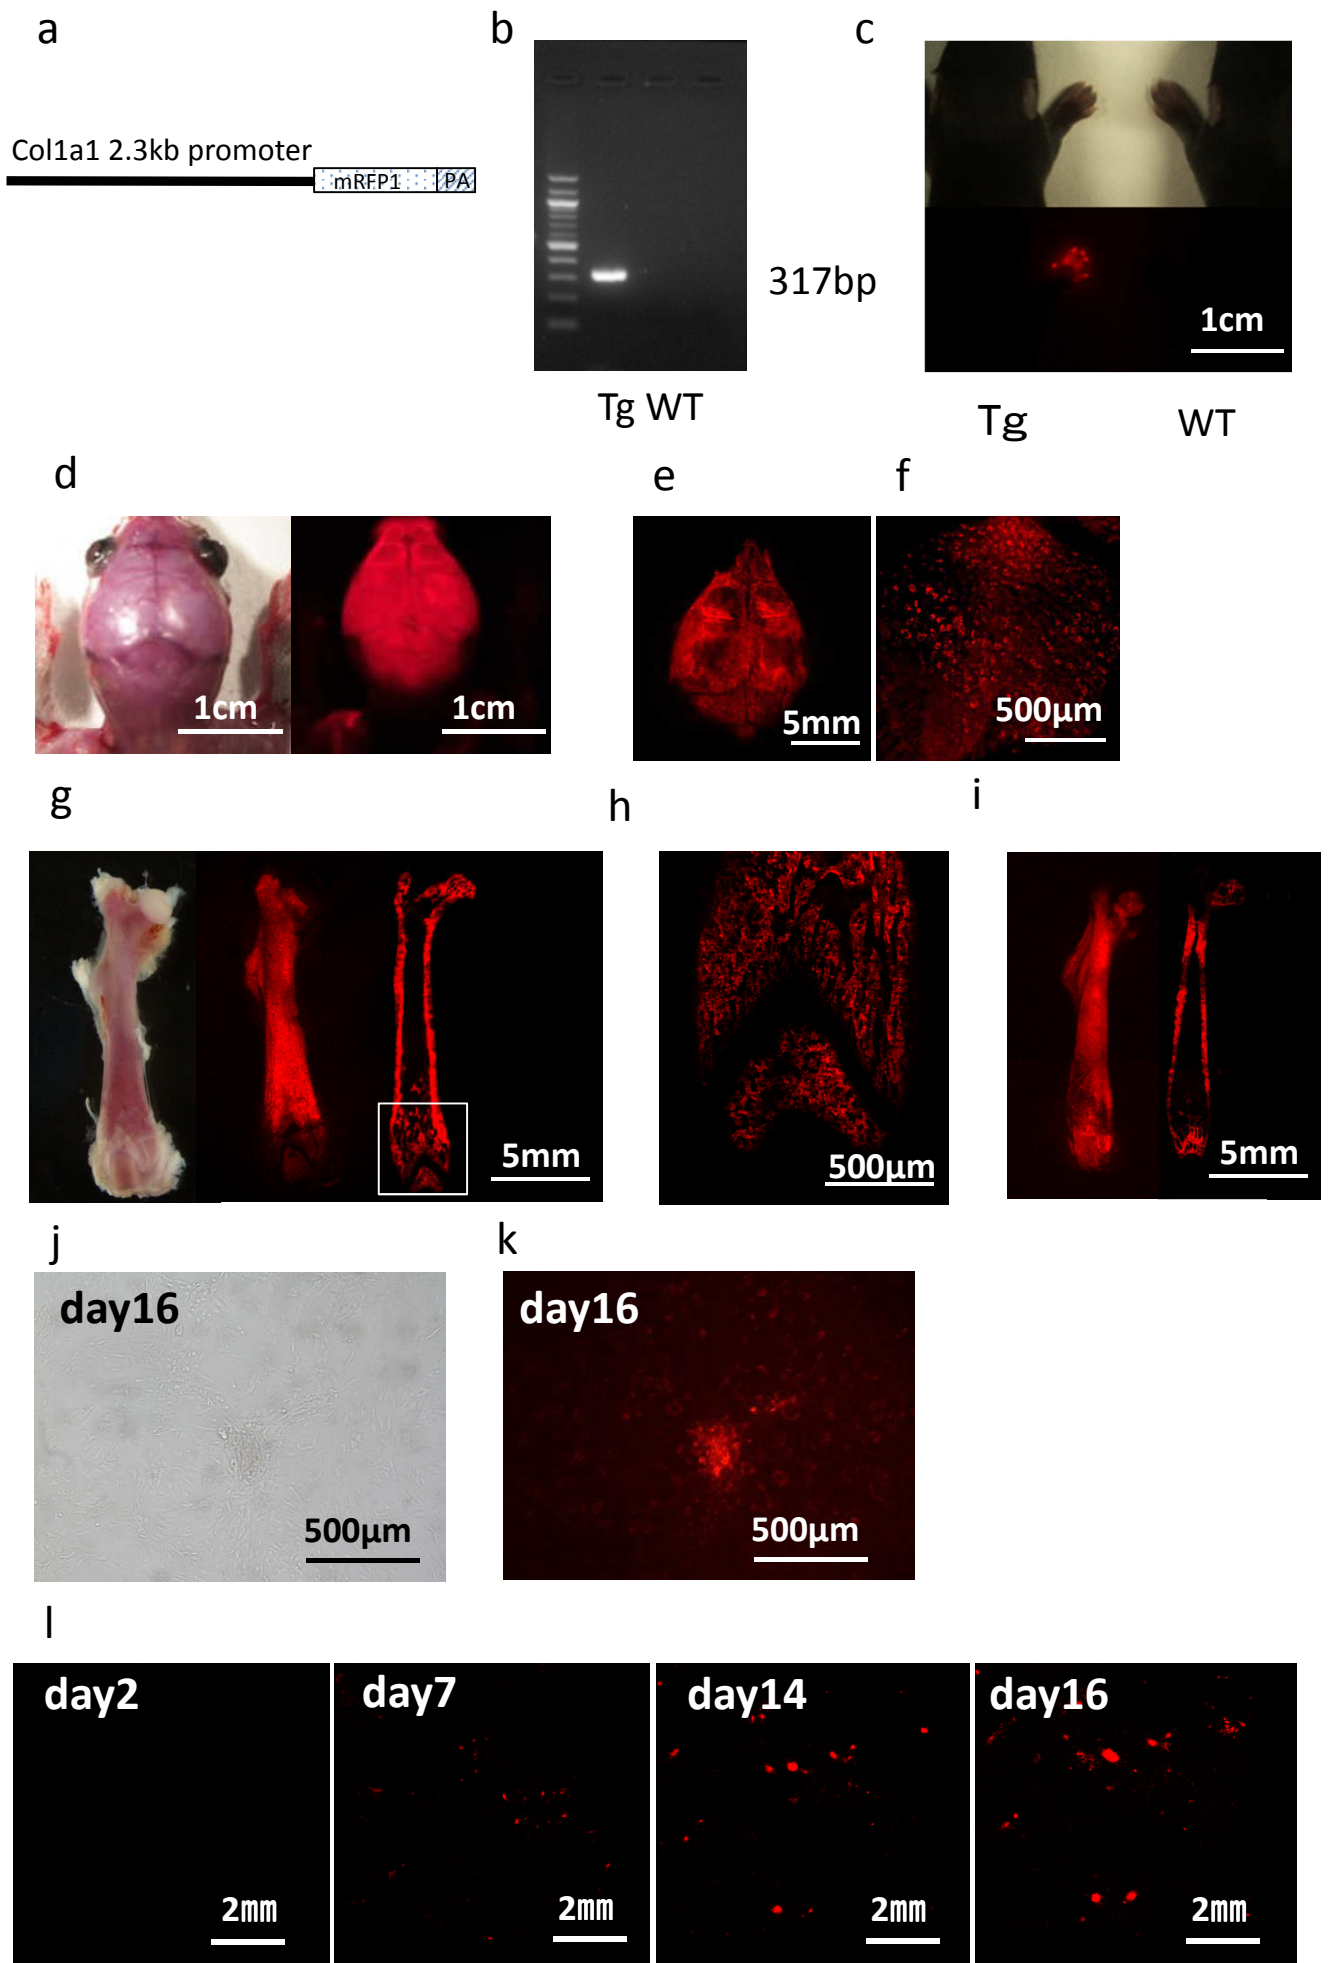 a
b
c
Col1a1 2.3kb promoter
mRFP1
PA
317bp
1cm
Tg WT
Tg
WT
d
e
f
1cm
1cm
5mm
500μm
g
h
i
5mm
500μm
5mm
j
k
day16
day16
500μm
500μm
l
day2
day7
day14
day16
2mm
2mm
2mm
2mm